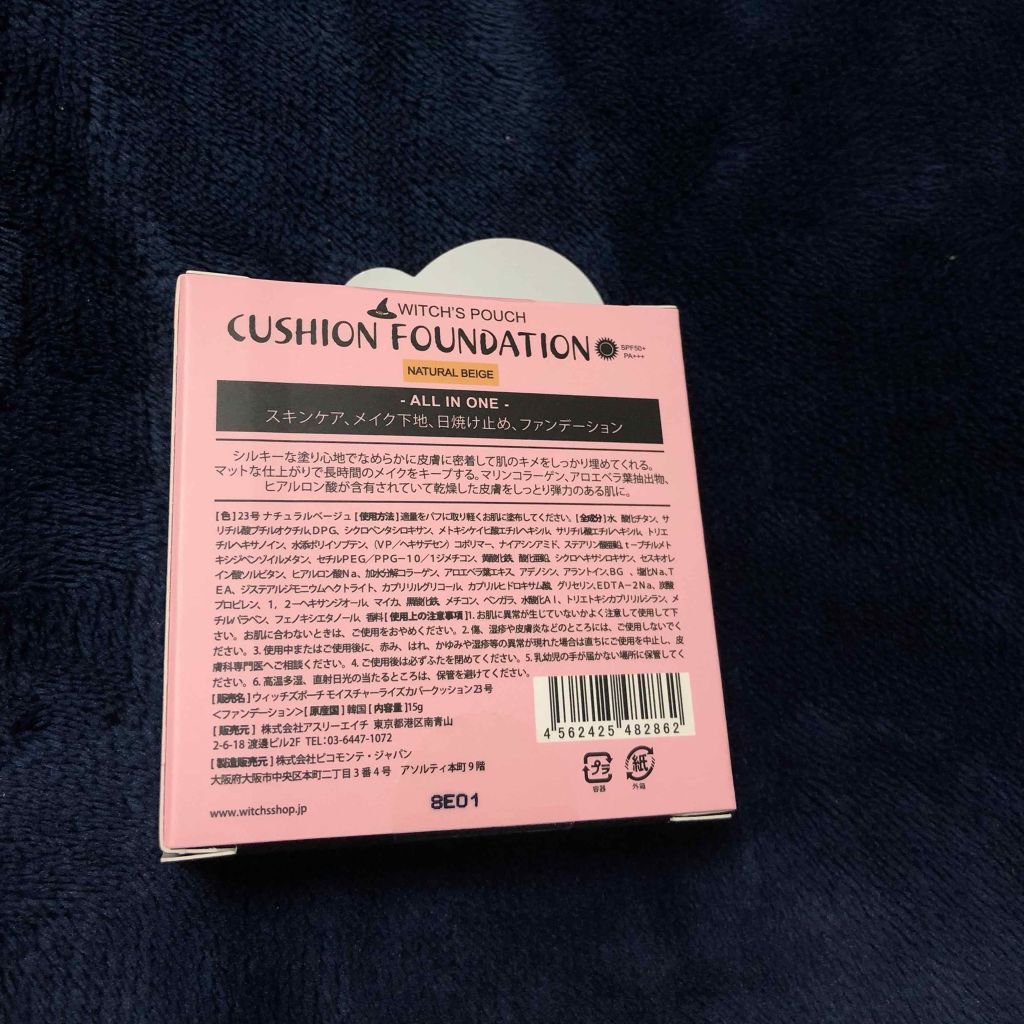 WITCH'S POUCH
CUSHION FOUNDATION
SPF50+
PA+++
NATURAL BEIGE
- ALL IN ONE -
スキンケア、メイク下地、日焼け止め、ファンデーション
シルキーな塗り心地でなめらかに皮膚に密着して肌のキメをしっかり埋めてくれる。
マットな仕上がりで長時間のメイクをキープする。マリンコラーゲン、アロエベラ葉抽出物、
ヒアルロン酸が含有されていて乾燥した皮膚をしっとり弾力のある肌に。
[色]23号 ナチュラルベージュ [使用方法] 適量をパフに取り軽くお肌に塗布してください。[全成分] 水、酸化チタン、サ
リチル酸ブチルオクチル、DPG、シクロペンタシロキサン、メトキシケイヒ酸エチルヘキシル、サリチル酸エチルヘキシル、トリエ
チルヘキサノイン、水添ポリイソブテン、(VP/ヘキサデセン)コポリマー、ナイアシンアミド、ステアリン酸亜鉛、t-ブチルメト
キシジベンゾイルメタン、セチルPEG/PPG-10/1ジメチコン、黄酸化鉄、酸化亜鉛、シクロヘキサシロキサン、セスキオレ
イン酸ソルビタン、ヒアルロン酸Na、加水分解コラーゲン、アロエベラ葉エキス、アデノシン、アラントイン、BG、塩化Na、T
EA、ジステアルジモニウムヘクトライト、カプリリルグリコール、カプリルヒドロキサム酸、グリセリン、EDTA-2Na、炭酸
プロピレン、1，2-ヘキサンジオール、マイカ、黒酸化鉄、メチコン、ベンガラ、水酸化Al、トリエトキシカプリリルシラン、メ
チルパラベン、フェノキシエタノール、香料 [使用上の注意事項] 1. お肌に異常が生じていないかよく注意して使用して下
さい。お肌に合わないときは、ご使用をおやめください。2. 傷、湿疹や皮膚炎などのところには、ご使用しないでく
ださい。3. 使用中またはご使用後に、赤み、はれ、かゆみや湿疹等の異常が現れた場合は直ちにご使用を中止し、皮
膚科専門医へご相談ください。4. ご使用後は必ずふたを閉めてください。5. 乳幼児の手が届かない場所に保管してく
ださい。6. 高温多湿、直射日光の当たるところは、保管を避けてください。
[販売名] ウィッチズポーチ モイスチャーライズカバークッション 23号
<ファンデーション> [原産国] 韓国 [内容量] 15g
[販売元] 株式会社アスリーエイチ 東京都港区南青山
2-6-18 渡邊ビル2F TEL:03-6447-1072
[製造販売元] 株式会社ピコモンテ・ジャパン
大阪府大阪市中央区本町二丁目3番4号 アソルティ本町9階
4 562425 482862
プラ
容器
紙
外箱
www.witchsshop.jp
8E01